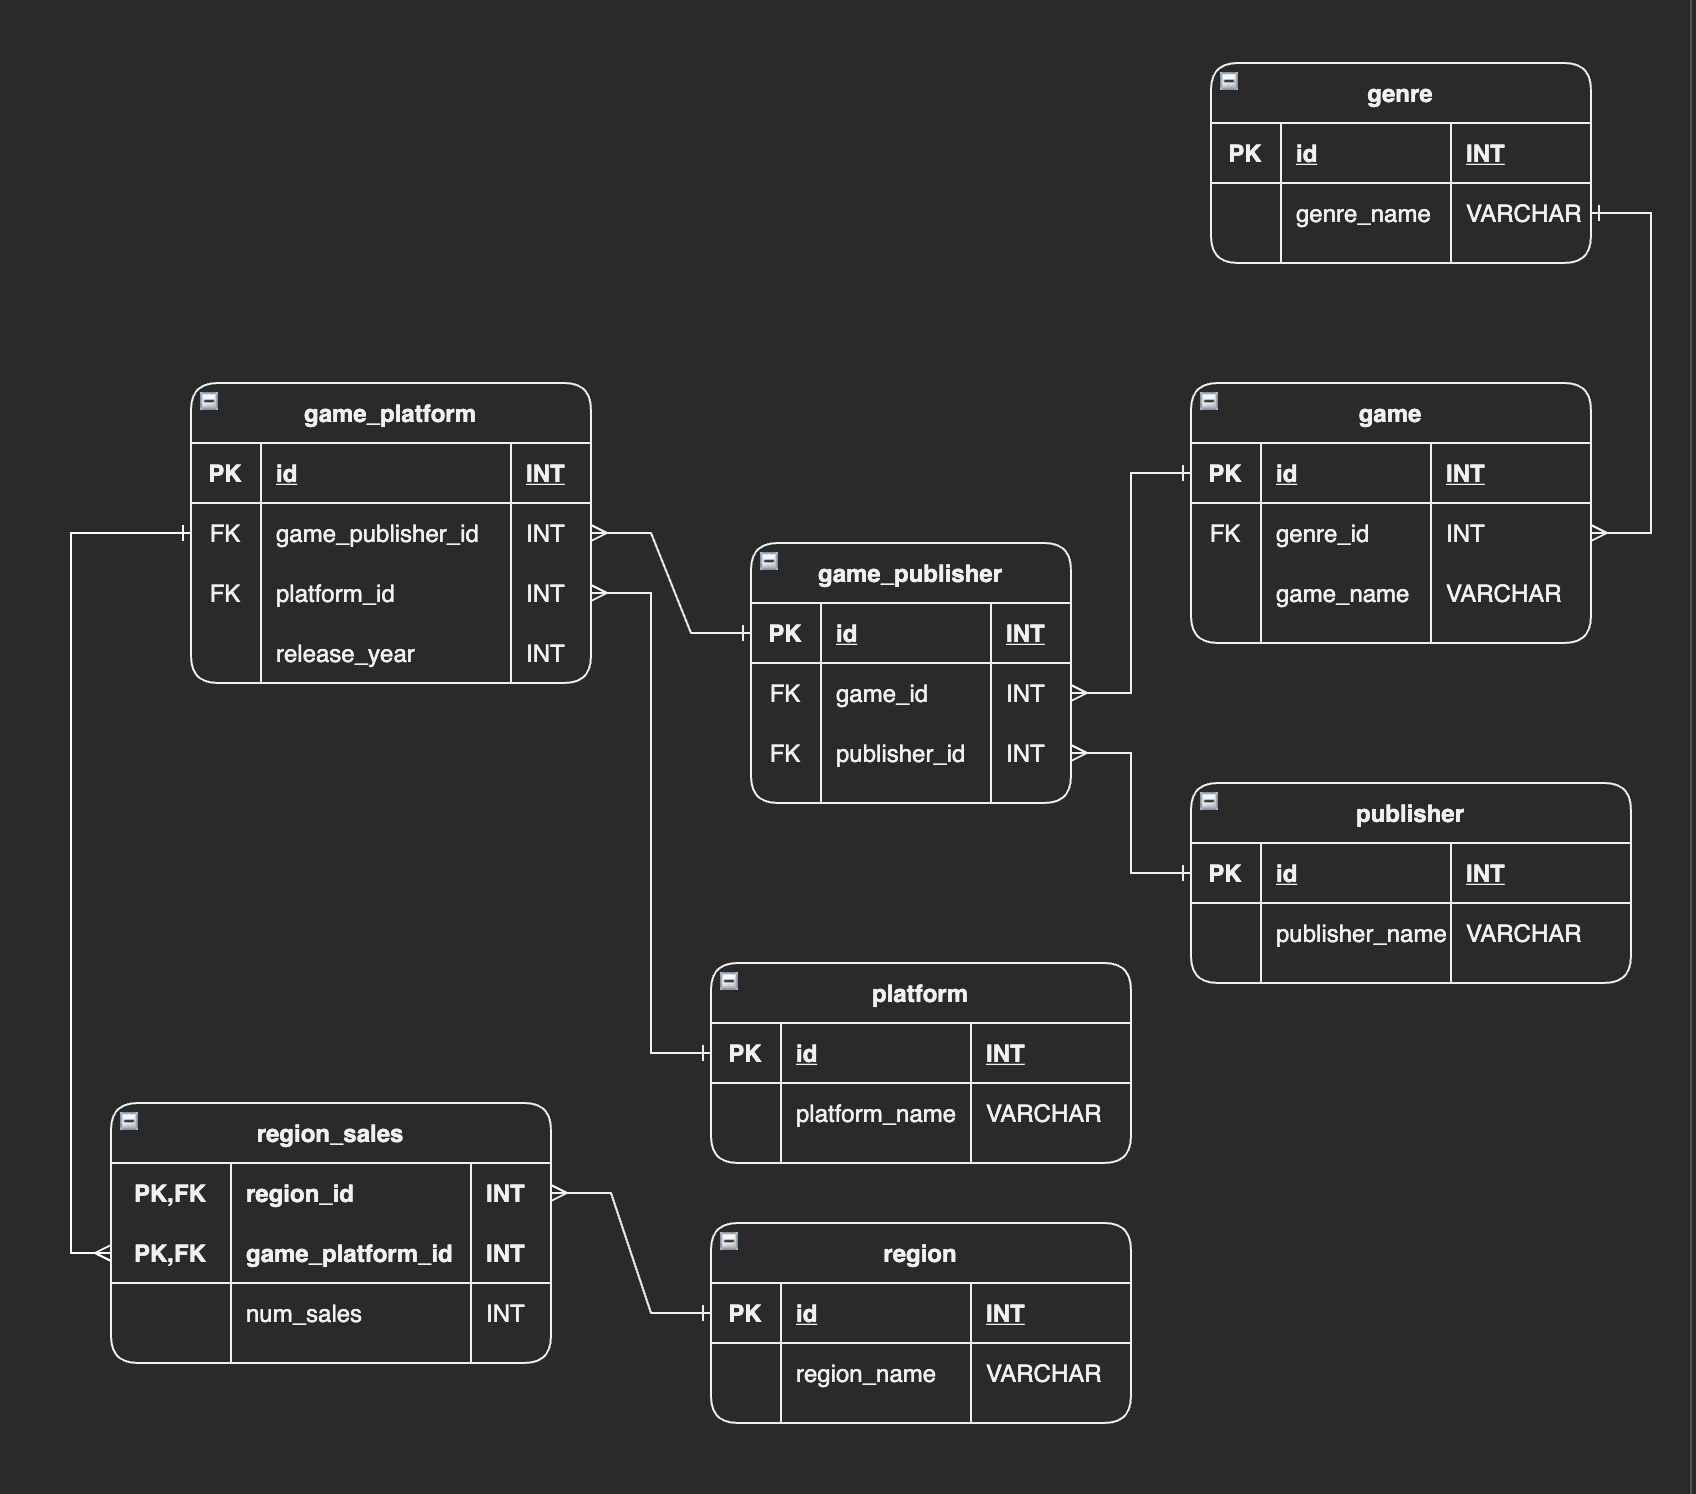 genre
PK id INT
genre_name VARCHAR
game_platform
PK id INT
FK game_publisher_id INT
FK platform_id INT
release_year INT
game
PK id INT
FK genre_id INT
game_name VARCHAR
game_publisher
PK id INT
FK game_id INT
FK publisher_id INT
publisher
PK id INT
publisher_name VARCHAR
platform
PK id INT
platform_name VARCHAR
region_sales
PK,FK region_id INT
PK,FK game_platform_id INT
num_sales INT
region
PK id INT
region_name VARCHAR